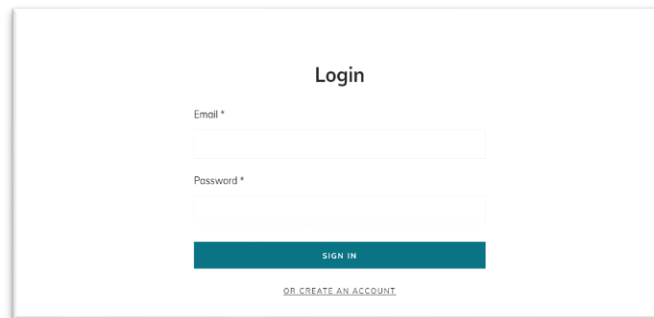 Login
Email *
Password *
SIGN IN
OR CREATE AN ACCOUNT